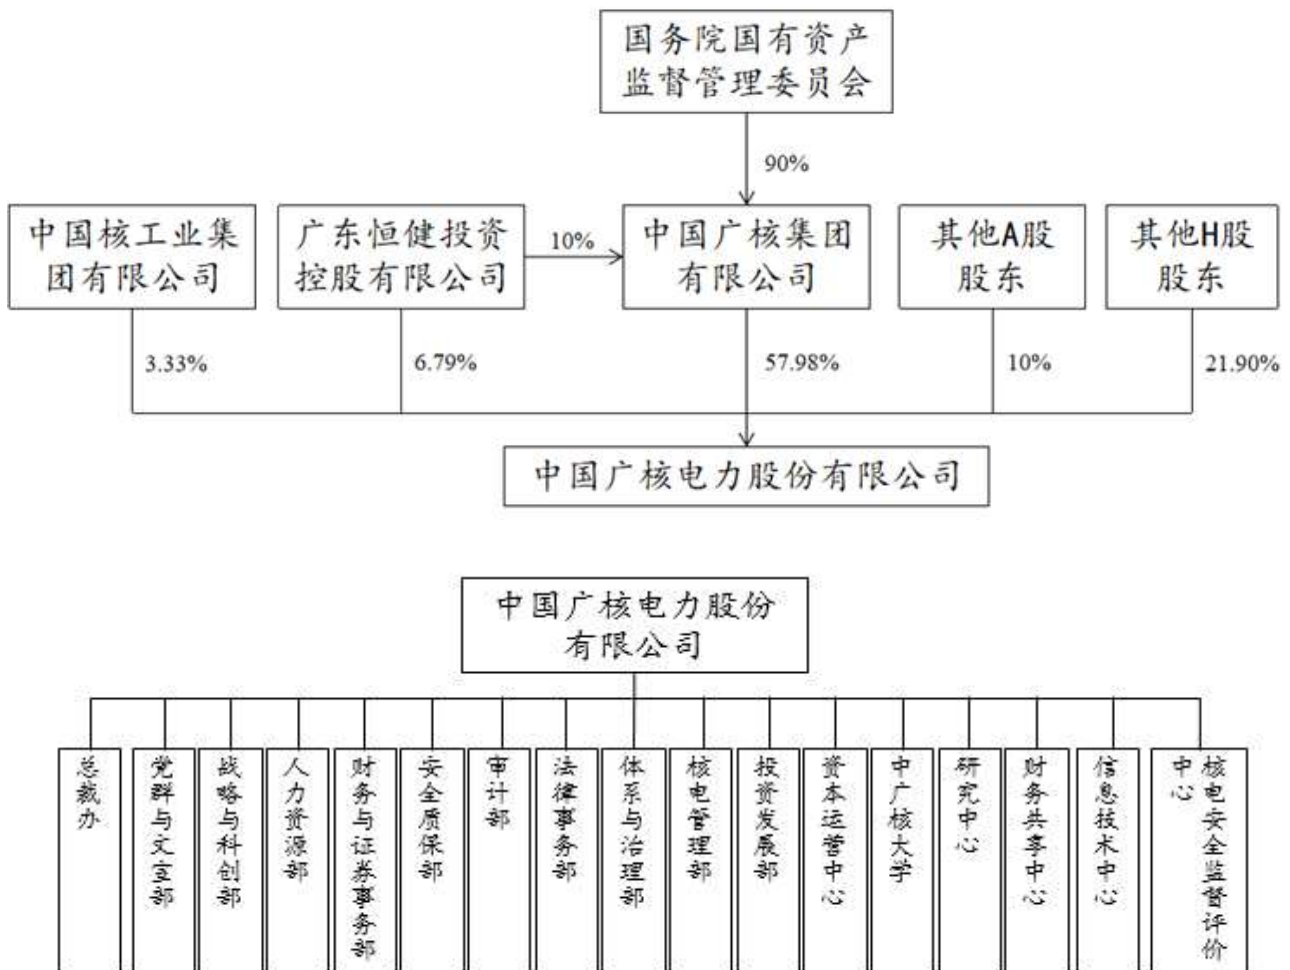 国务院国有资产
监督管理委员会
90%
中国核工业集
团有限公司
广东恒健投资
控股有限公司
10%
中国广核集团
有限公司
其他A股
股东
其他H股
股东
3.33%
6.79%
57.98%
10%
21.90%
中国广核电力股份有限公司
中国广核电力股份
有限公司
总裁办
党群与文宣部
战略与科创部
人力资源部
财务与证券事务部
安全质保部
审计部
法律事务部
体系与治理部
核电管理部
投资发展部
资本运营中心
中广核大学
研究中心
财务共享中心
信息技术中心
核电安全监督评价
中心